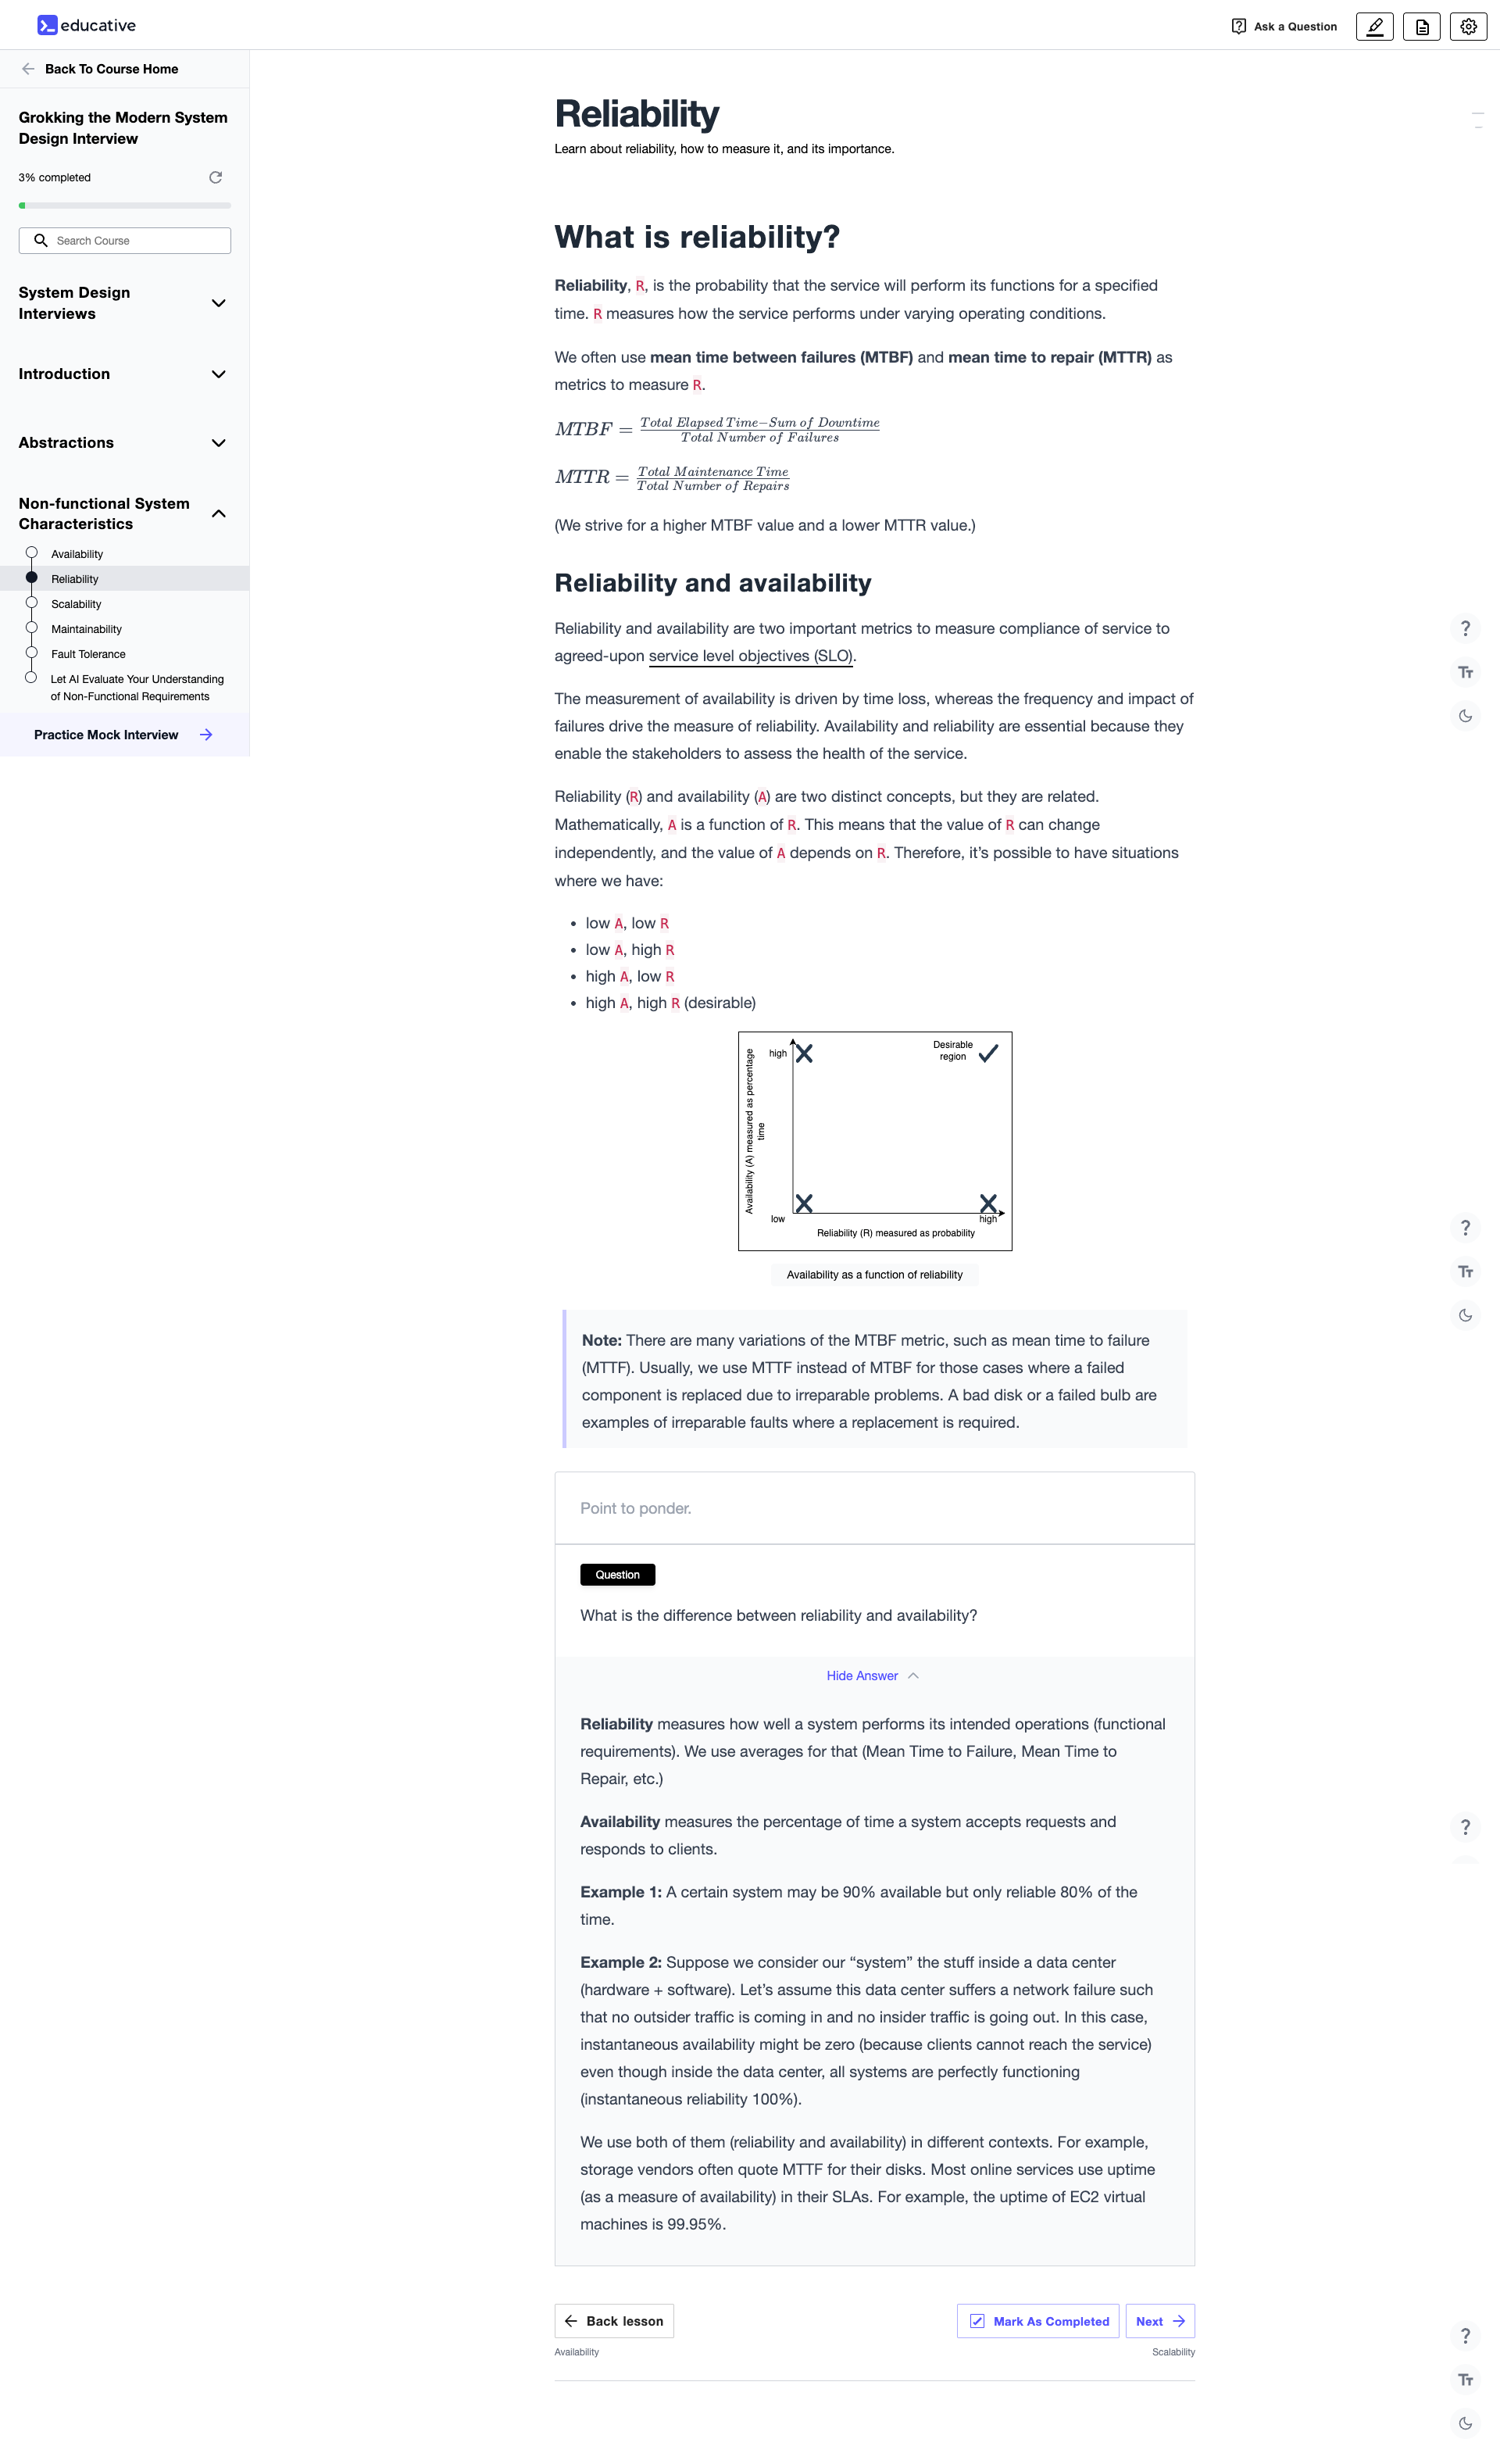 educative
Ask a Question
Back To Course Home
Grokking the Modern System
Design Interview
3% completed
Search Course
System Design
Interviews
Introduction
Abstractions
Non-functional System
Characteristics
Availability
Reliability
Scalability
Maintainability
Fault Tolerance
Let AI Evaluate Your Understanding
of Non-Functional Requirements
Practice Mock Interview
Reliability
Learn about reliability, how to measure it, and its importance.
What is reliability?
Reliability, R, is the probability that the service will perform its functions for a specified
time. R measures how the service performs under varying operating conditions.
We often use mean time between failures (MTBF) and mean time to repair (MTTR) as
metrics to measure R.
MTBF = Total Elapsed Time−Sum of Downtime
Total Number of Failures
MTTR = Total Maintenance Time
Total Number of Repairs
(We strive for a higher MTBF value and a lower MTTR value.)
Reliability and availability
Reliability and availability are two important metrics to measure compliance of service to
agreed-upon service level objectives (SLO).
The measurement of availability is driven by time loss, whereas the frequency and impact of
failures drive the measure of reliability. Availability and reliability are essential because they
enable the stakeholders to assess the health of the service.
Reliability (R) and availability (A) are two distinct concepts, but they are related.
Mathematically, A is a function of R. This means that the value of R can change
independently, and the value of A depends on R. Therefore, it’s possible to have situations
where we have:
• low A, low R
• low A, high R
• high A, low R
• high A, high R (desirable)
high
Desirable
region
Availability (A) measured as percentage
time
low
high
Reliability (R) measured as probability
Availability as a function of reliability
Note: There are many variations of the MTBF metric, such as mean time to failure
(MTTF). Usually, we use MTTF instead of MTBF for those cases where a failed
component is replaced due to irreparable problems. A bad disk or a failed bulb are
examples of irreparable faults where a replacement is required.
Point to ponder.
Question
What is the difference between reliability and availability?
Hide Answer
Reliability measures how well a system performs its intended operations (functional
requirements). We use averages for that (Mean Time to Failure, Mean Time to
Repair, etc.)
Availability measures the percentage of time a system accepts requests and
responds to clients.
Example 1: A certain system may be 90% available but only reliable 80% of the
time.
Example 2: Suppose we consider our “system” the stuff inside a data center
(hardware + software). Let’s assume this data center suffers a network failure such
that no outsider traffic is coming in and no insider traffic is going out. In this case,
instantaneous availability might be zero (because clients cannot reach the service)
even though inside the data center, all systems are perfectly functioning
(instantaneous reliability 100%).
We use both of them (reliability and availability) in different contexts. For example,
storage vendors often quote MTTF for their disks. Most online services use uptime
(as a measure of availability) in their SLAs. For example, the uptime of EC2 virtual
machines is 99.95%.
Back lesson
Mark As Completed
Next
Availability
Scalability
?
Tт
?
Tт
?
?
Tт